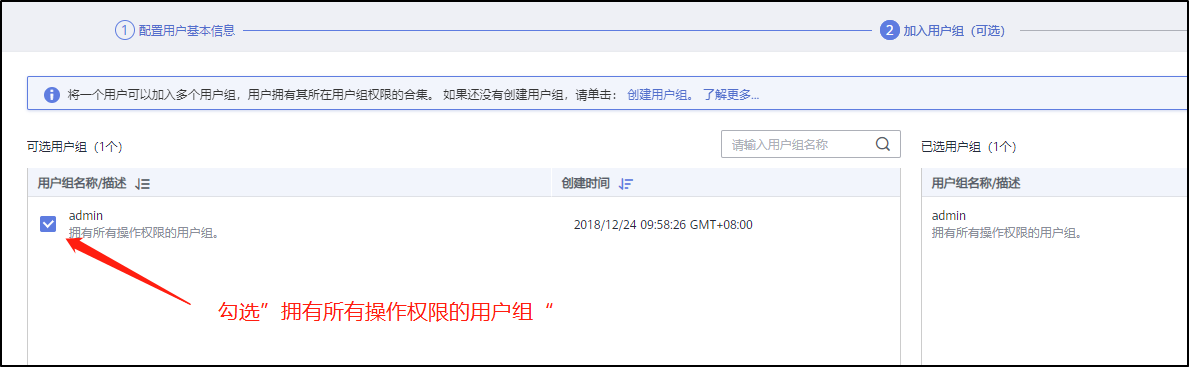 1 配置用户基本信息
2 加入用户组（可选）
将一个用户可以加入多个用户组，用户拥有其所在用户组权限的合集。 如果还没有创建用户组，请单击： 创建用户组。 了解更多...
可选用户组（1个）
请输入用户组名称
已选用户组（1个）
用户组名称/描述
创建时间
用户组名称/描述
admin
拥有所有操作权限的用户组。
2018/12/24 09:58:26 GMT+08:00
admin
拥有所有操作权限的用户组。
勾选”拥有所有操作权限的用户组“